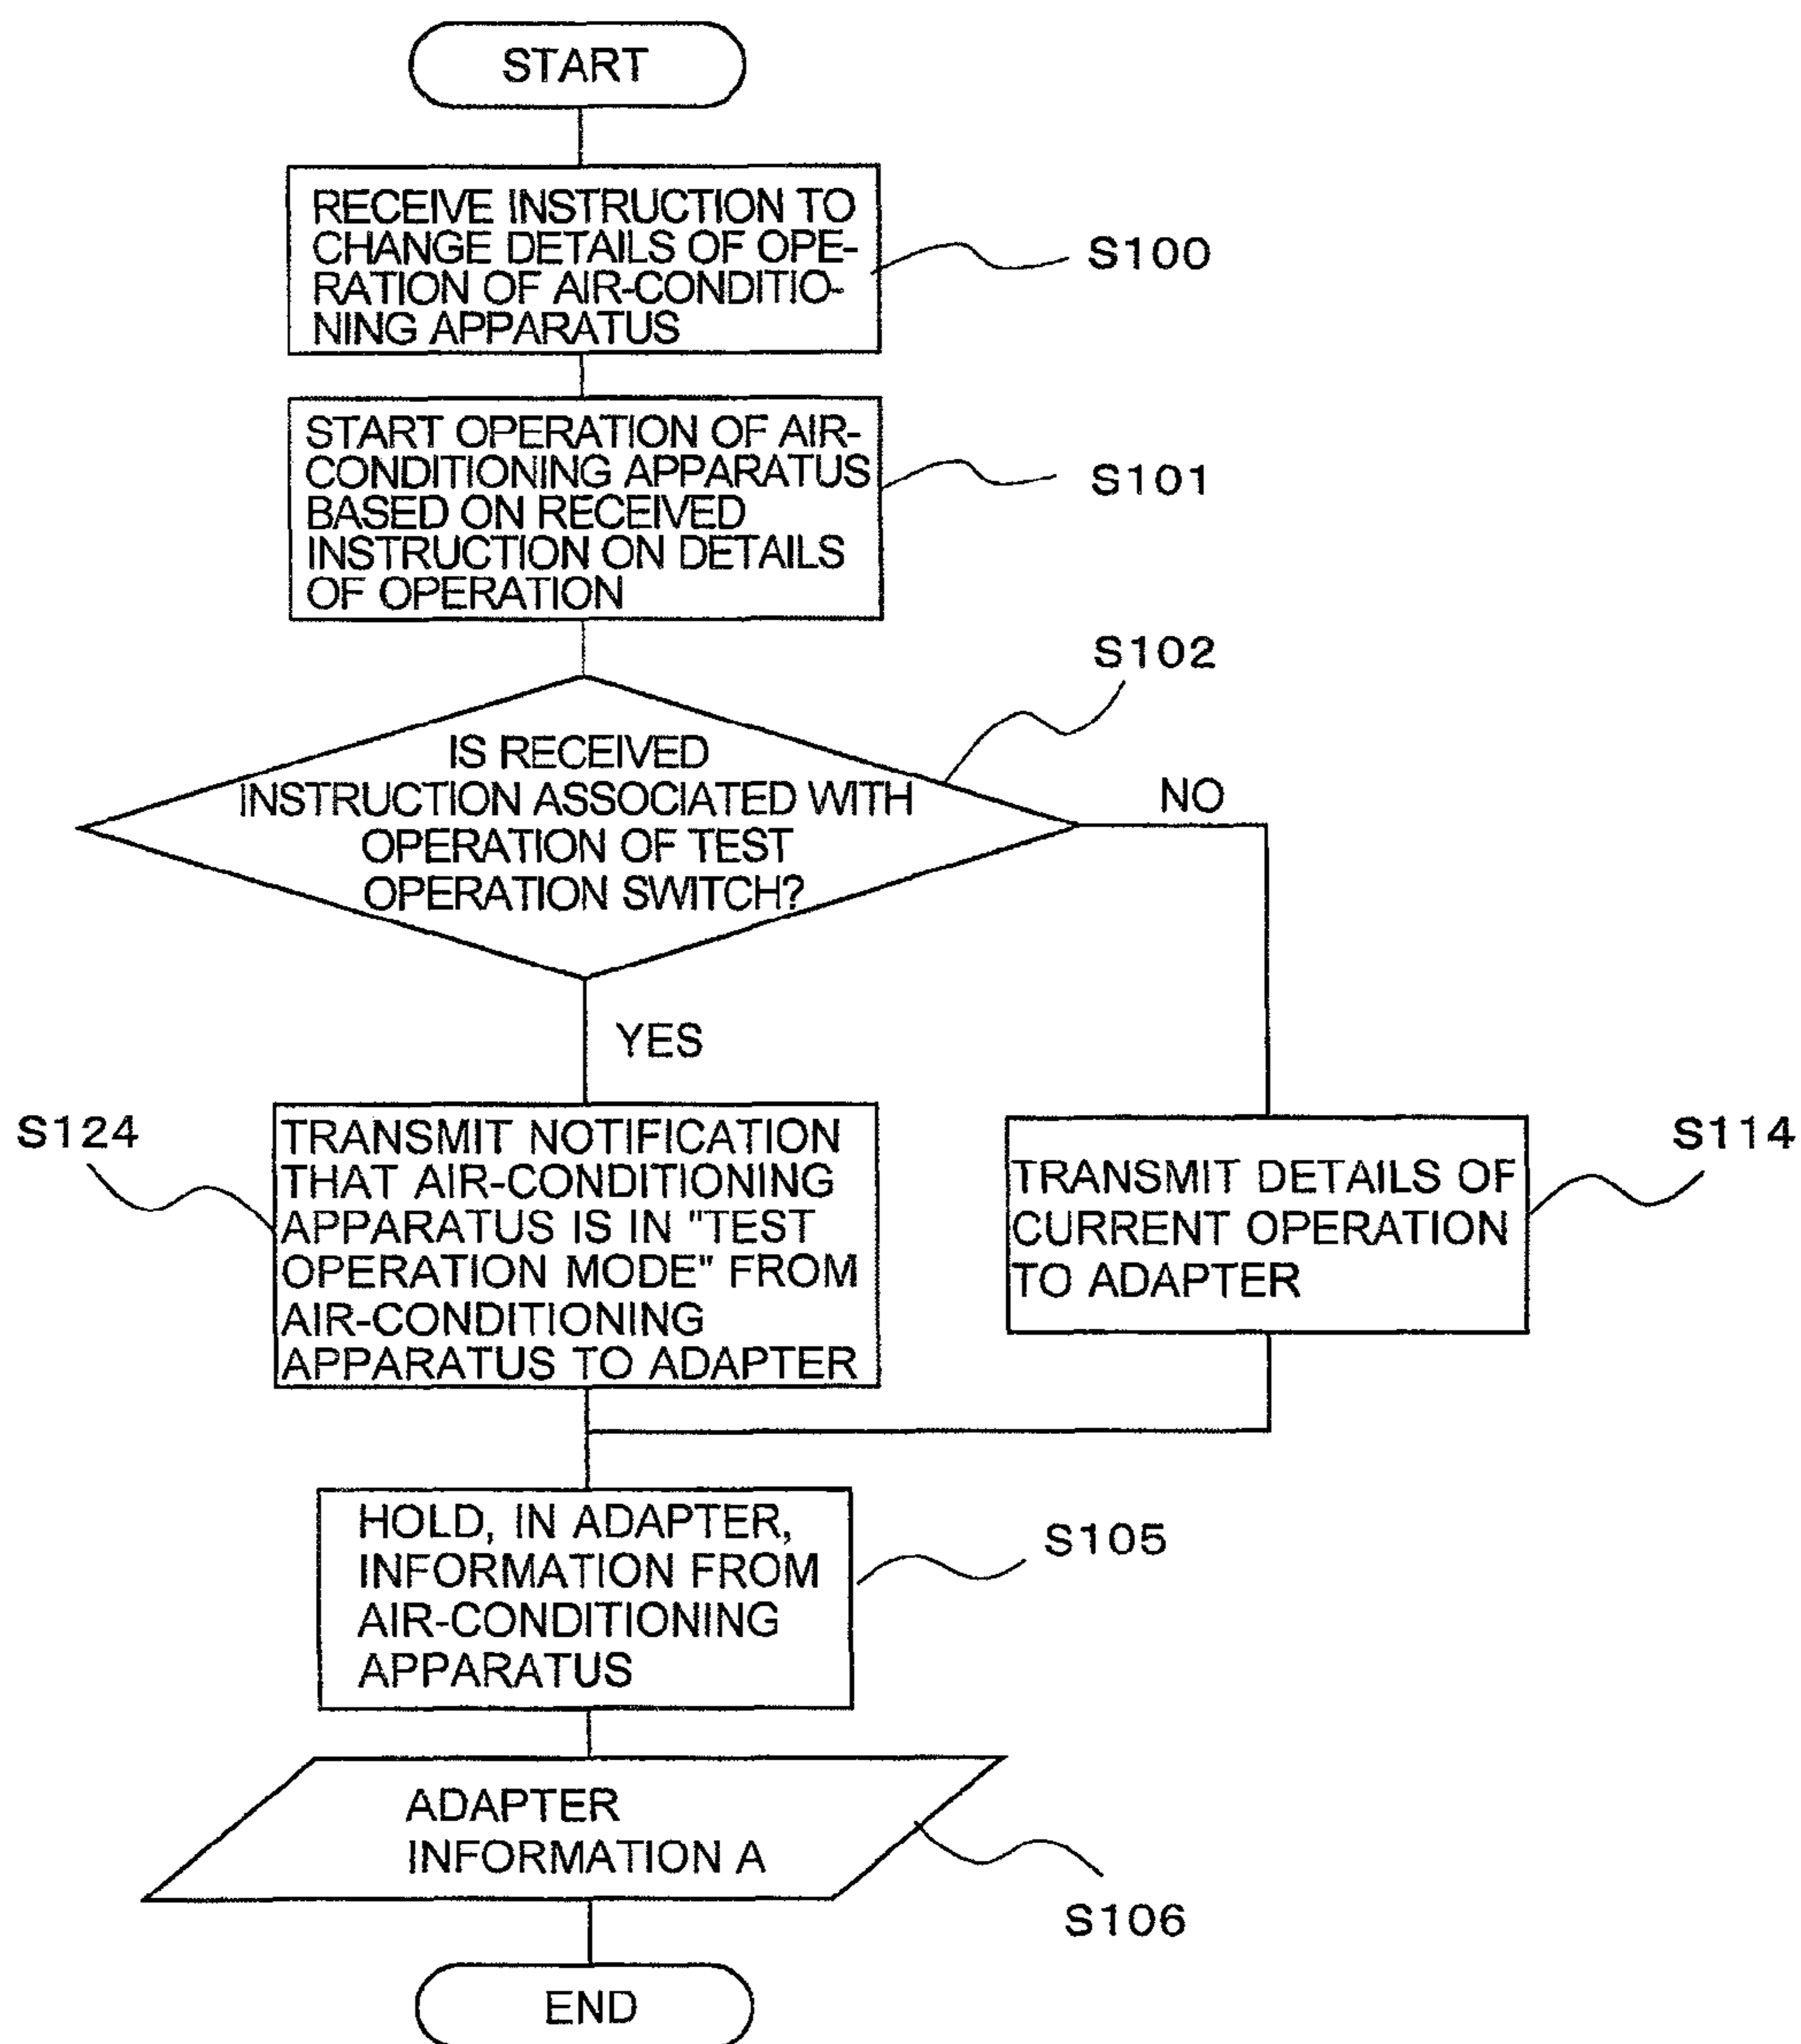 START
RECEIVE INSTRUCTION TO
CHANGE DETAILS OF OPE-
RATION OF AIR-CONDITIO-
NING APPARATUS
S100
START OPERATION OF AIR-
CONDITIONING APPARATUS
BASED ON RECEIVED
INSTRUCTION ON DETAILS
OF OPERATION
S101
S102
IS RECEIVED
INSTRUCTION ASSOCIATED WITH
OPERATION OF TEST
OPERATION SWITCH?
NO
YES
S124
TRANSMIT NOTIFICATION
THAT AIR-CONDITIONING
APPARATUS IS IN "TEST
OPERATION MODE" FROM
AIR-CONDITIONING
APPARATUS TO ADAPTER
TRANSMIT DETAILS OF
CURRENT OPERATION
TO ADAPTER
S114
HOLD, IN ADAPTER,
INFORMATION FROM
AIR-CONDITIONING
APPARATUS
S105
ADAPTER
INFORMATION A
S106
END